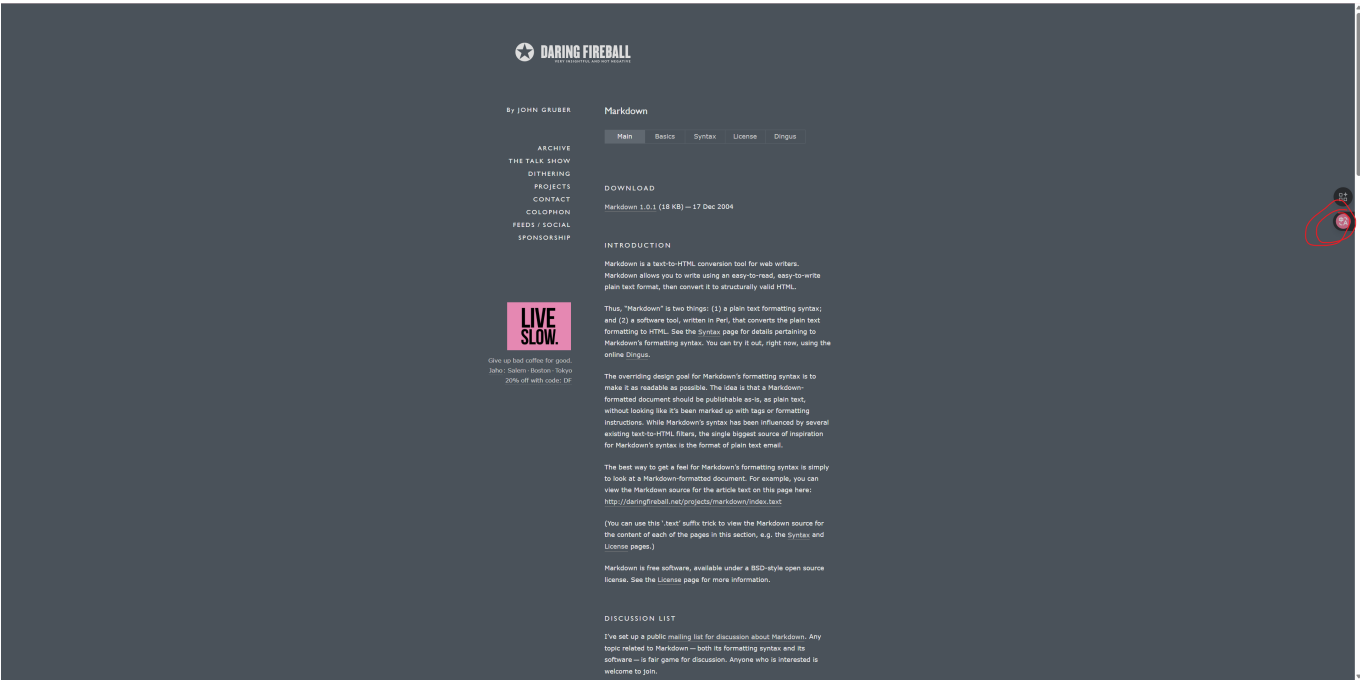 DARING FIREBALL
VERY INSIGHTFUL AND NOT NEGATIVE
By JOHN GRUBER
ARCHIVE
THE TALK SHOW
DITHERING
PROJECTS
CONTACT
COLOPHON
FEEDS / SOCIAL
SPONSORSHIP
LIVE
SLOW.
Give up bad coffee for good.
Jaho: Salem · Boston · Tokyo
20% off with code: DF
Markdown
Main Basics Syntax License Dingus
DOWNLOAD
Markdown 1.0.1 (18 KB) — 17 Dec 2004
INTRODUCTION
Markdown is a text-to-HTML conversion tool for web writers.
Markdown allows you to write using an easy-to-read, easy-to-write
plain text format, then convert it to structurally valid HTML.
Thus, “Markdown” is two things: (1) a plain text formatting syntax;
and (2) a software tool, written in Perl, that converts the plain text
formatting to HTML. See the Syntax page for details pertaining to
Markdown’s formatting syntax. You can try it out, right now, using the
online Dingus.
The overriding design goal for Markdown’s formatting syntax is to
make it as readable as possible. The idea is that a Markdown-
formatted document should be publishable as-is, as plain text,
without looking like it’s been marked up with tags or formatting
instructions. While Markdown’s syntax has been influenced by several
existing text-to-HTML filters, the single biggest source of inspiration
for Markdown’s syntax is the format of plain text email.
The best way to get a feel for Markdown’s formatting syntax is simply
to look at a Markdown-formatted document. For example, you can
view the Markdown source for the article text on this page here:
http://daringfireball.net/projects/markdown/index.text
(You can use this ‘.text’ suffix trick to view the Markdown source for
the content of each of the pages in this section, e.g. the Syntax and
License pages.)
Markdown is free software, available under a BSD-style open source
license. See the License page for more information.
DISCUSSION LIST
I’ve set up a public mailing list for discussion about Markdown. Any
topic related to Markdown — both its formatting syntax and its
software — is fair game for discussion. Anyone who is interested is
welcome to join.